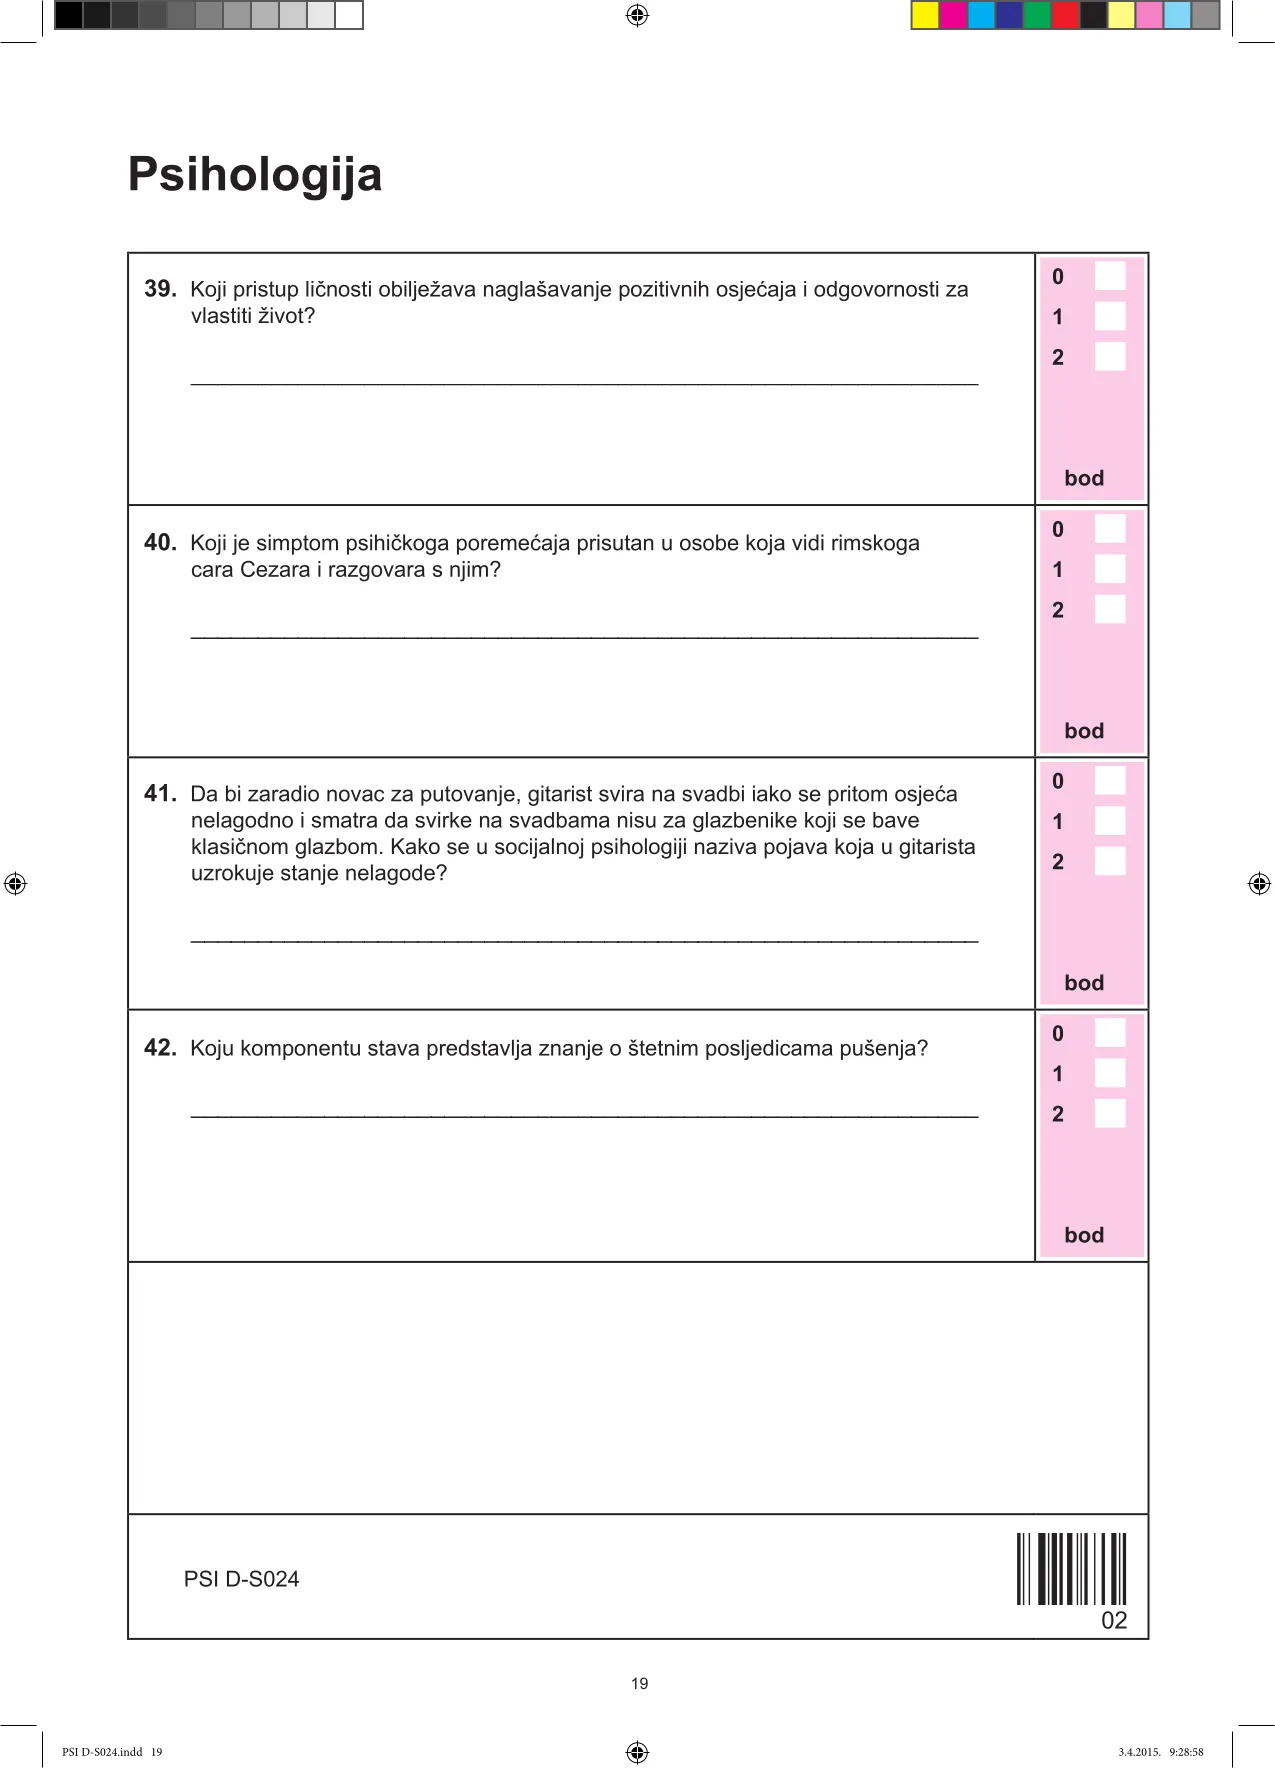 Psihologija
39. Koji pristup ličnosti obilježava naglašavanje pozitivnih osjećaja i odgovornosti za
vlastiti život?
_______________________________________________________________
0
1
2
bod
40. Koji je simptom psihičkoga poremećaja prisutan u osobe koja vidi rimskoga
cara Cezara i razgovara s njim?
_______________________________________________________________
0
1
2
bod
41. Da bi zaradio novac za putovanje, gitarist svira na svadbi iako se pritom osjeća
nelagodno i smatra da svirke na svadbama nisu za glazbenike koji se bave
klasičnom glazbom. Kako se u socijalnoj psihologiji naziva pojava koja u gitarista
uzrokuje stanje nelagode?
_______________________________________________________________
0
1
2
bod
42. Koju komponentu stava predstavlja znanje o štetnim posljedicama pušenja?
_______________________________________________________________
0
1
2
bod
PSI D-S024
02
19
PSI D-S024.indd 19
3.4.2015. 9:28:58